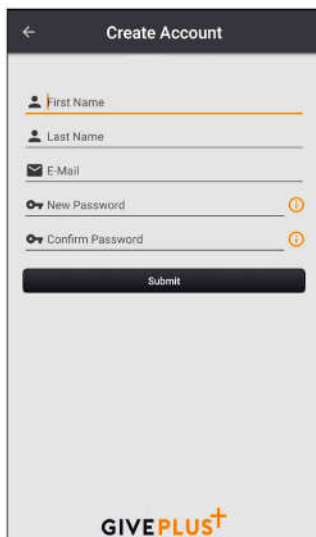 Create Account
First Name
Last Name
E-Mail
New Password
Confirm Password
Submit
GIVEPLUS+